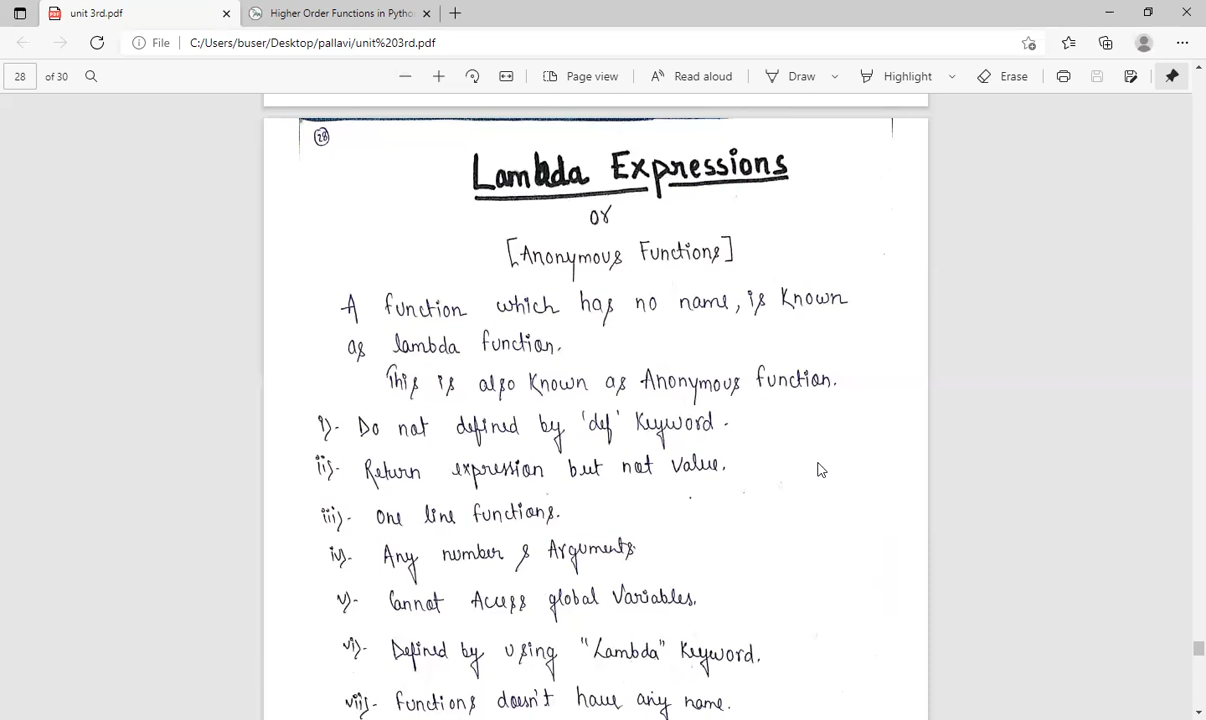 unit 3rd.pdf
Higher Order Functions in Pytho
File C:/Users/buser/Desktop/pallavi/unit%203rd.pdf
28 of 30 Page view Read aloud Draw Highlight Erase
28
Lambda Expressions
or
[Anonymous Functions]
A function which has no name, is Known
as lambda function.
This is also Known as Anonymous function.
i)- Do not defined by 'def' Keyword.
ii)- Return expression but not value.
iii)- One line functions.
iv)- Any number of Arguments
v)- Cannot Access global Variables.
vi)- Defined by using "Lambda" Keyword.
vii)- functions doesn't have any name.